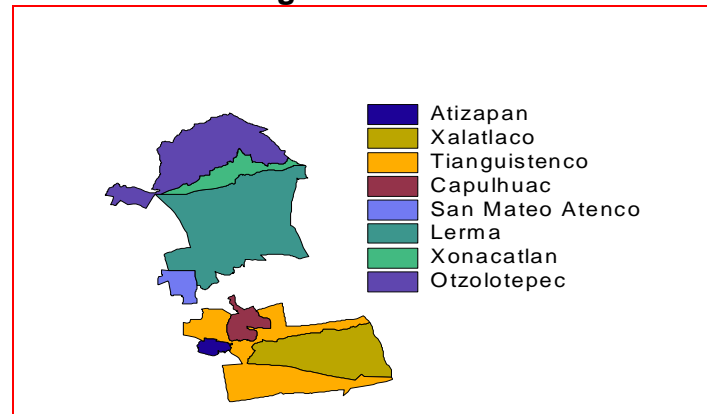 Atizapan
Xalatlaco
Tianguistenco
Capulhuac
San Mateo Atenco
Lerma
Xonacatlan
Otzolotepec